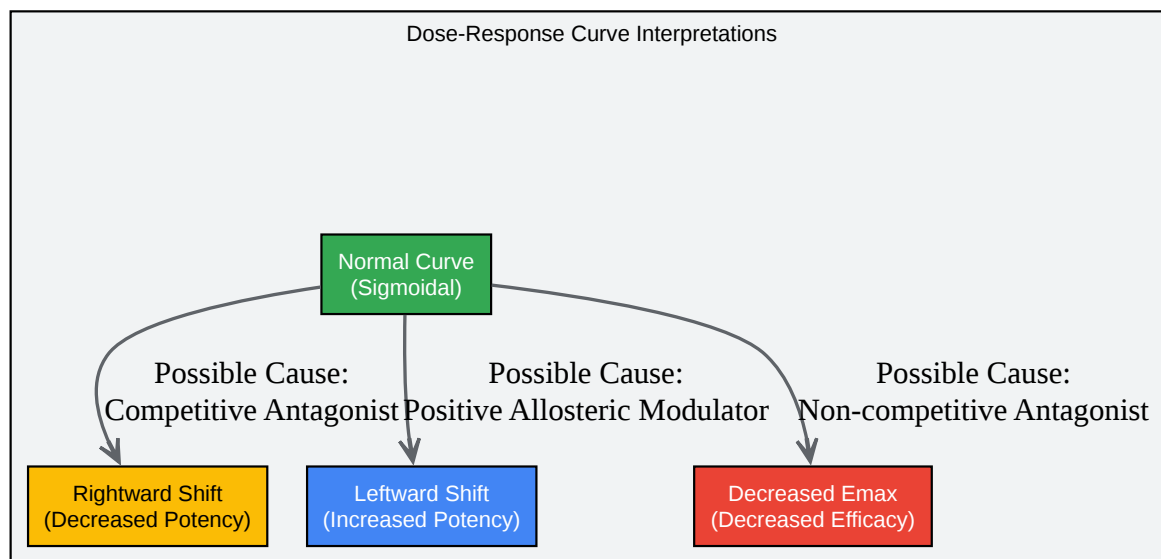 Dose-Response Curve Interpretations
Normal Curve
(Sigmoidal)
Possible Cause:
Competitive Antagonist
Possible Cause:
Positive Allosteric Modulator
Possible Cause:
Non-competitive Antagonist
Rightward Shift
(Decreased Potency)
Leftward Shift
(Increased Potency)
Decreased Emax
(Decreased Efficacy)